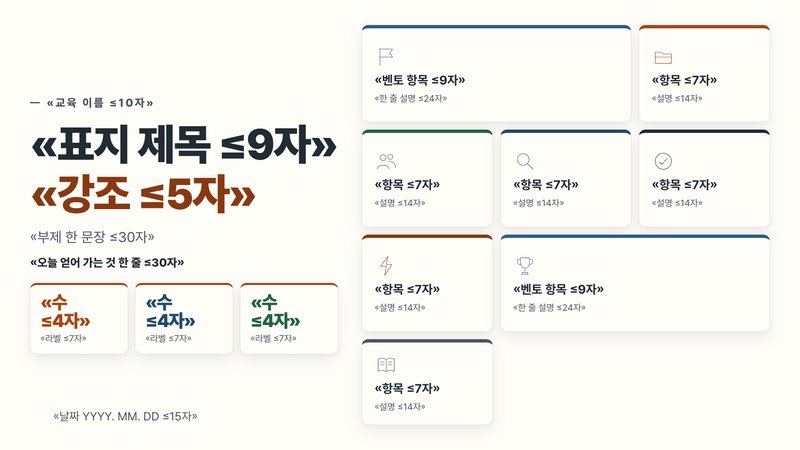 — «교육 이름 ≤10자»
«표지 제목 ≤9자»
«강조 ≤5자»
«부제 한 문장 ≤30자»
«오늘 얻어 가는 것 한 줄 ≤30자»
«수
≤4자»
«라벨 ≤7자»
«수
≤4자»
«라벨 ≤7자»
«수
≤4자»
«라벨 ≤7자»
«날짜 YYYY. MM. DD ≤15자»
«벤토 항목 ≤9자»
«한 줄 설명 ≤24자»
«항목 ≤7자»
«설명 ≤14자»
«항목 ≤7자»
«설명 ≤14자»
«항목 ≤7자»
«설명 ≤14자»
«항목 ≤7자»
«설명 ≤14자»
«항목 ≤7자»
«설명 ≤14자»
«벤토 항목 ≤9자»
«한 줄 설명 ≤24자»
«항목 ≤7자»
«설명 ≤14자»